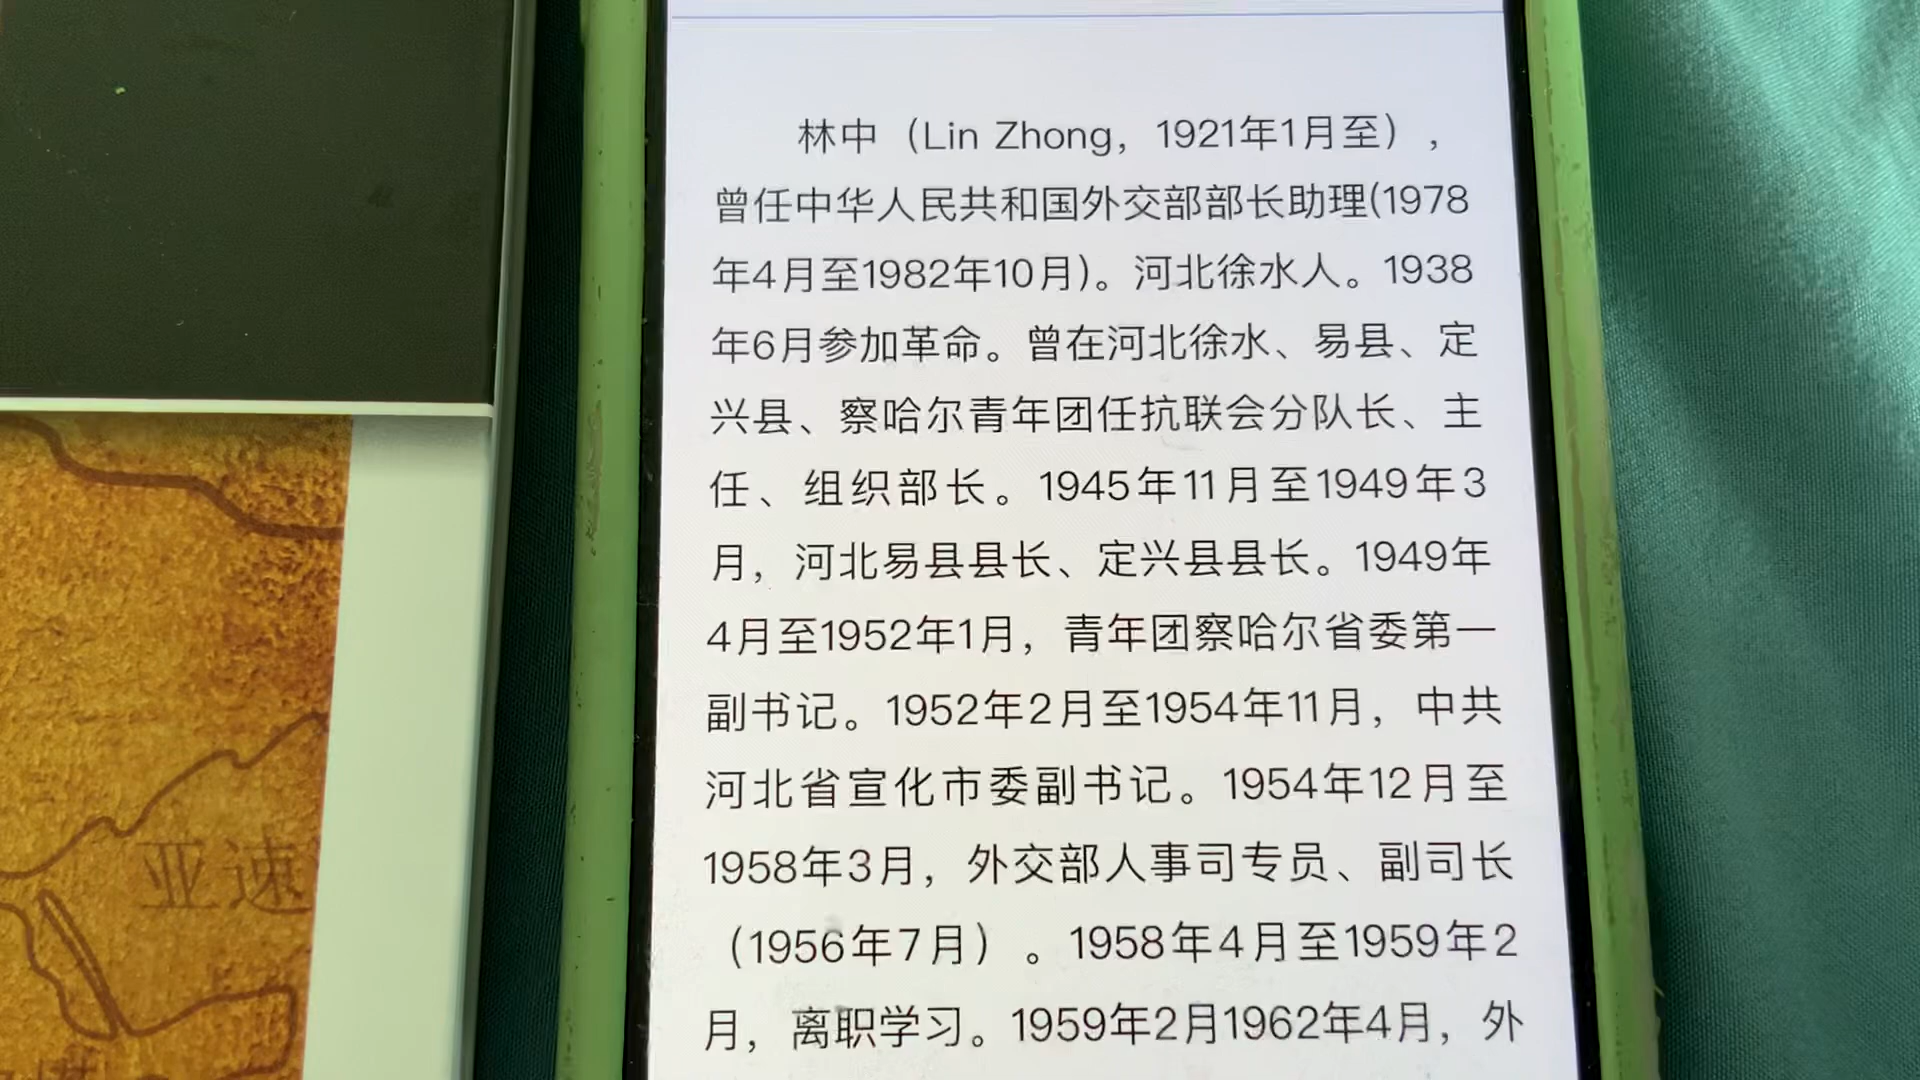 林中（Lin Zhong，1921年1月至），
曾任中华人民共和国外交部部长助理(1978
年4月至1982年10月)。河北徐水人。1938
年6月参加革命。曾在河北徐水、易县、定
兴县、察哈尔青年团任抗联会分队长、主
任、组织部长。1945年11月至1949年3
月，河北易县县长、定兴县县长。1949年
4月至1952年1月，青年团察哈尔省委第一
副书记。1952年2月至1954年11月，中共
河北省宣化市委副书记。1954年12月至
1958年3月，外交部人事司专员、副司长
（1956年7月）。1958年4月至1959年2
月，离职学习。1959年2月1962年4月，外
亚速